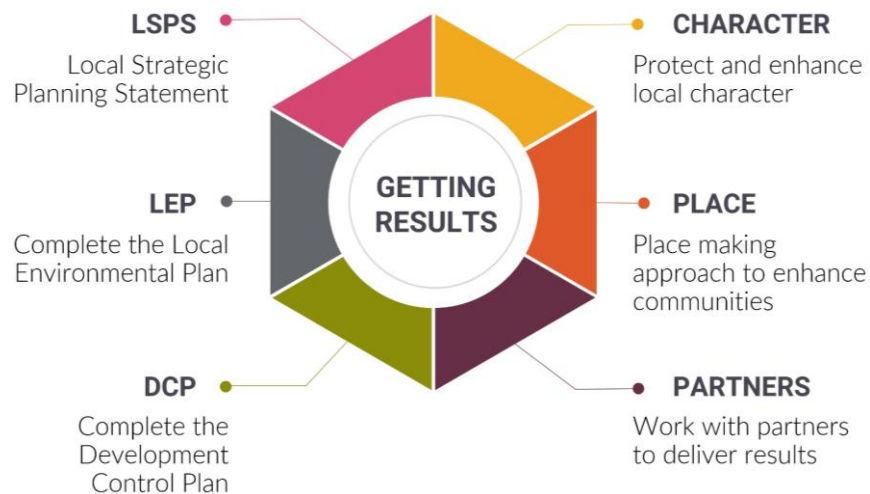 LSPS
Local Strategic
Planning Statement
LEP
Complete the Local
Environmental Plan
DCP
Complete the
Development
Control Plan
GETTING
RESULTS
CHARACTER
Protect and enhance
local character
PLACE
Place making
approach to enhance
communities
PARTNERS
Work with partners
to deliver results